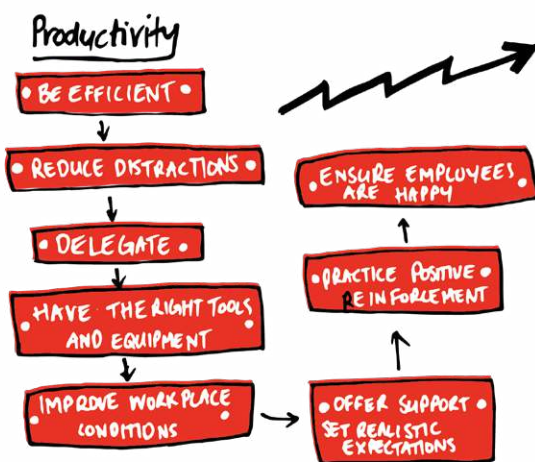 Productivity
BE EFFICIENT
REDUCE DISTRACTIONS
DELEGATE
HAVE THE RIGHT TOOLS
AND EQUIPMENT
IMPROVE WORKPLACE
CONDITIONS
OFFER SUPPORT
SET REALISTIC
EXPECTATIONS
PRACTICE POSITIVE
REINFORCEMENT
ENSURE EMPLOYEES
ARE HAPPY